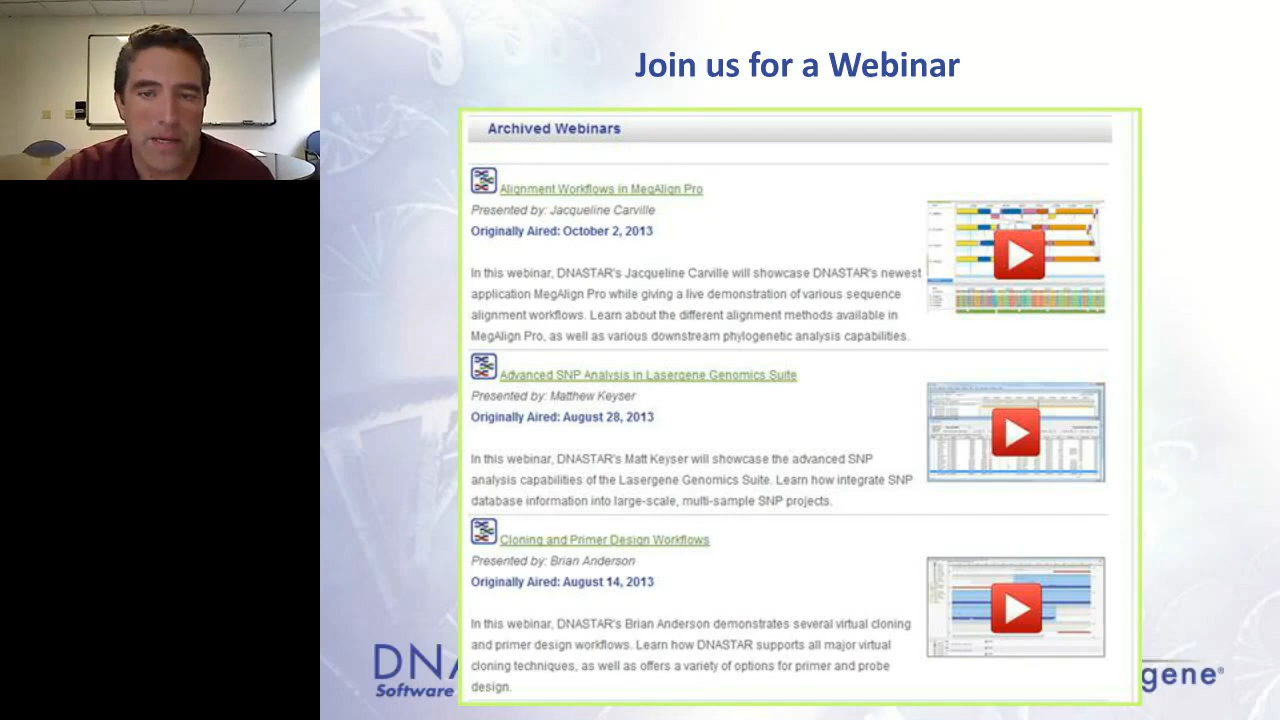 Join us for a Webinar
Archived Webinars
Alignment Workflows in MegAlign Pro
Presented by: Jacqueline Carville
Originally Aired: October 2, 2013
In this webinar, DNASTAR's Jacqueline Carville will showcase DNASTAR's newest
application MegAlign Pro while giving a live demonstration of various sequence
alignment workflows. Learn about the different alignment methods available in
MegAlign Pro, as well as various downstream phylogenetic analysis capabilities.
Advanced SNP Analysis in Lasergene Genomics Suite
Presented by: Matthew Keyser
Originally Aired: August 28, 2013
In this webinar, DNASTAR's Matt Keyser will showcase the advanced SNP
analysis capabilities of the Lasergene Genomics Suite. Learn how integrate SNP
database information into large-scale, multi-sample SNP projects.
Cloning and Primer Design Workflows
Presented by: Brian Anderson
Originally Aired: August 14, 2013
In this webinar, DNASTAR's Brian Anderson demonstrates several virtual cloning
and primer design workflows. Learn how DNASTAR supports all major virtual
cloning techniques, as well as offers a variety of options for primer and probe
design.
DNA
Software
gene®